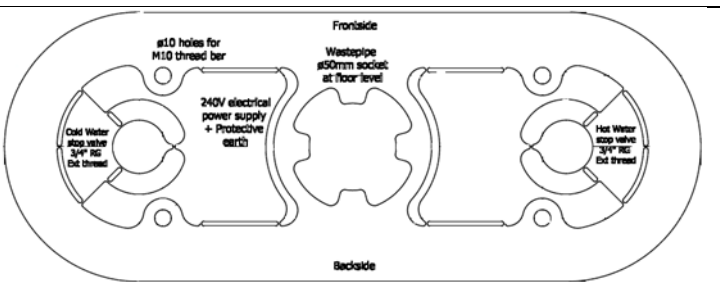 Frontside
ø10 holes for
M10 thread ber
Wastepipe
ø50mm socket
at floor level
240V electrical
power supply
+ Protective
earth
Cold Water
stop valve
3/4" RG
Ext thread
Hot Water
stop valve
3/4" RG
Ext thread
Backside